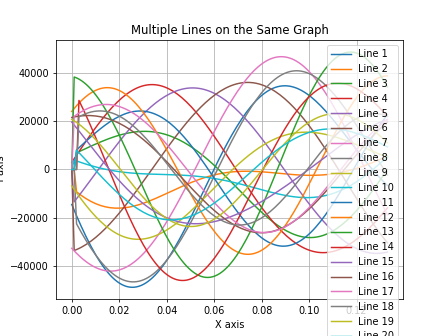 Multiple Lines on the Same Graph
40000
20000
0
−20000
−40000
0.00
0.02
0.04
0.06
0.08
0.10
X axis
axis
Line 1
Line 2
Line 3
Line 4
Line 5
Line 6
Line 7
Line 8
Line 9
Line 10
Line 11
Line 12
Line 13
Line 14
Line 15
Line 16
Line 17
Line 18
Line 19
Line 20